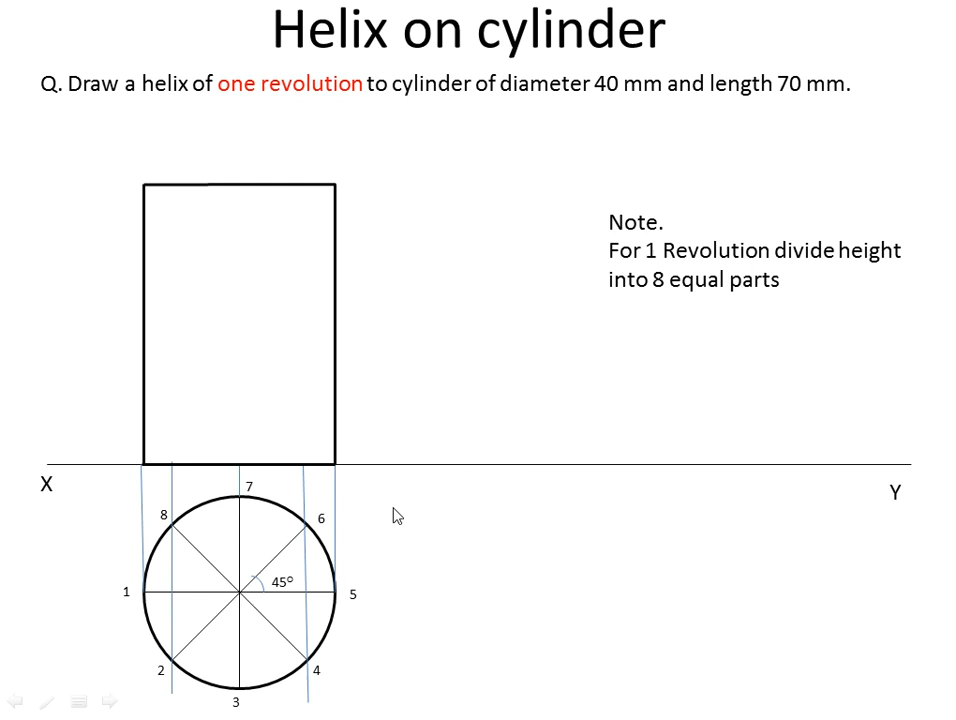 Helix on cylinder
Q. Draw a helix of one revolution to cylinder of diameter 40 mm and length 70 mm.
Note.
For 1 Revolution divide height
into 8 equal parts
X
Y
7
8
6
45°
1
5
2
4
3